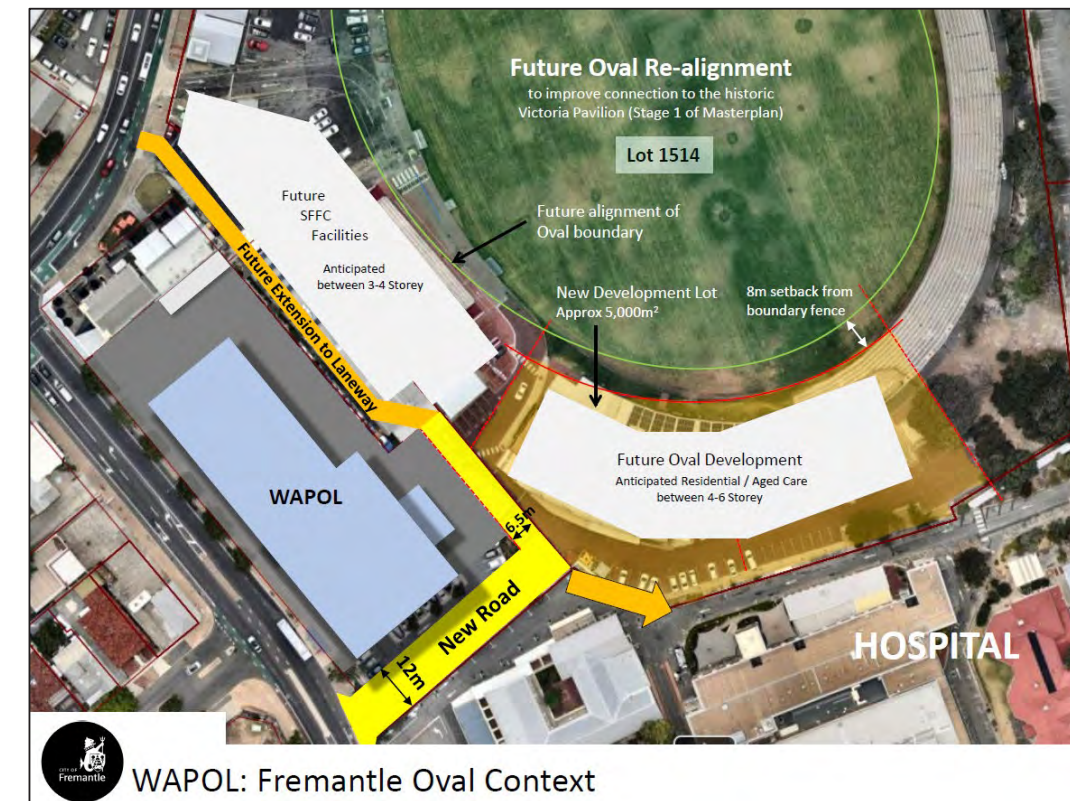 Future Oval Re-alignment
to improve connection to the historic
Victoria Pavilion (Stage 1 of Masterplan)
Lot 1514
Future
SFFC
Facilities
Anticipated
between 3-4 Storey
Future alignment of
Oval boundary
Future Extension to Laneway
New Development Lot
Approx 5,000m²
8m setback from
boundary fence
Future Oval Development
Anticipated Residential / Aged Care
between 4-6 Storey
WAPOL
6.5m
New Road
12m
HOSPITAL
CITY OF
Fremantle
WAPOL: Fremantle Oval Context